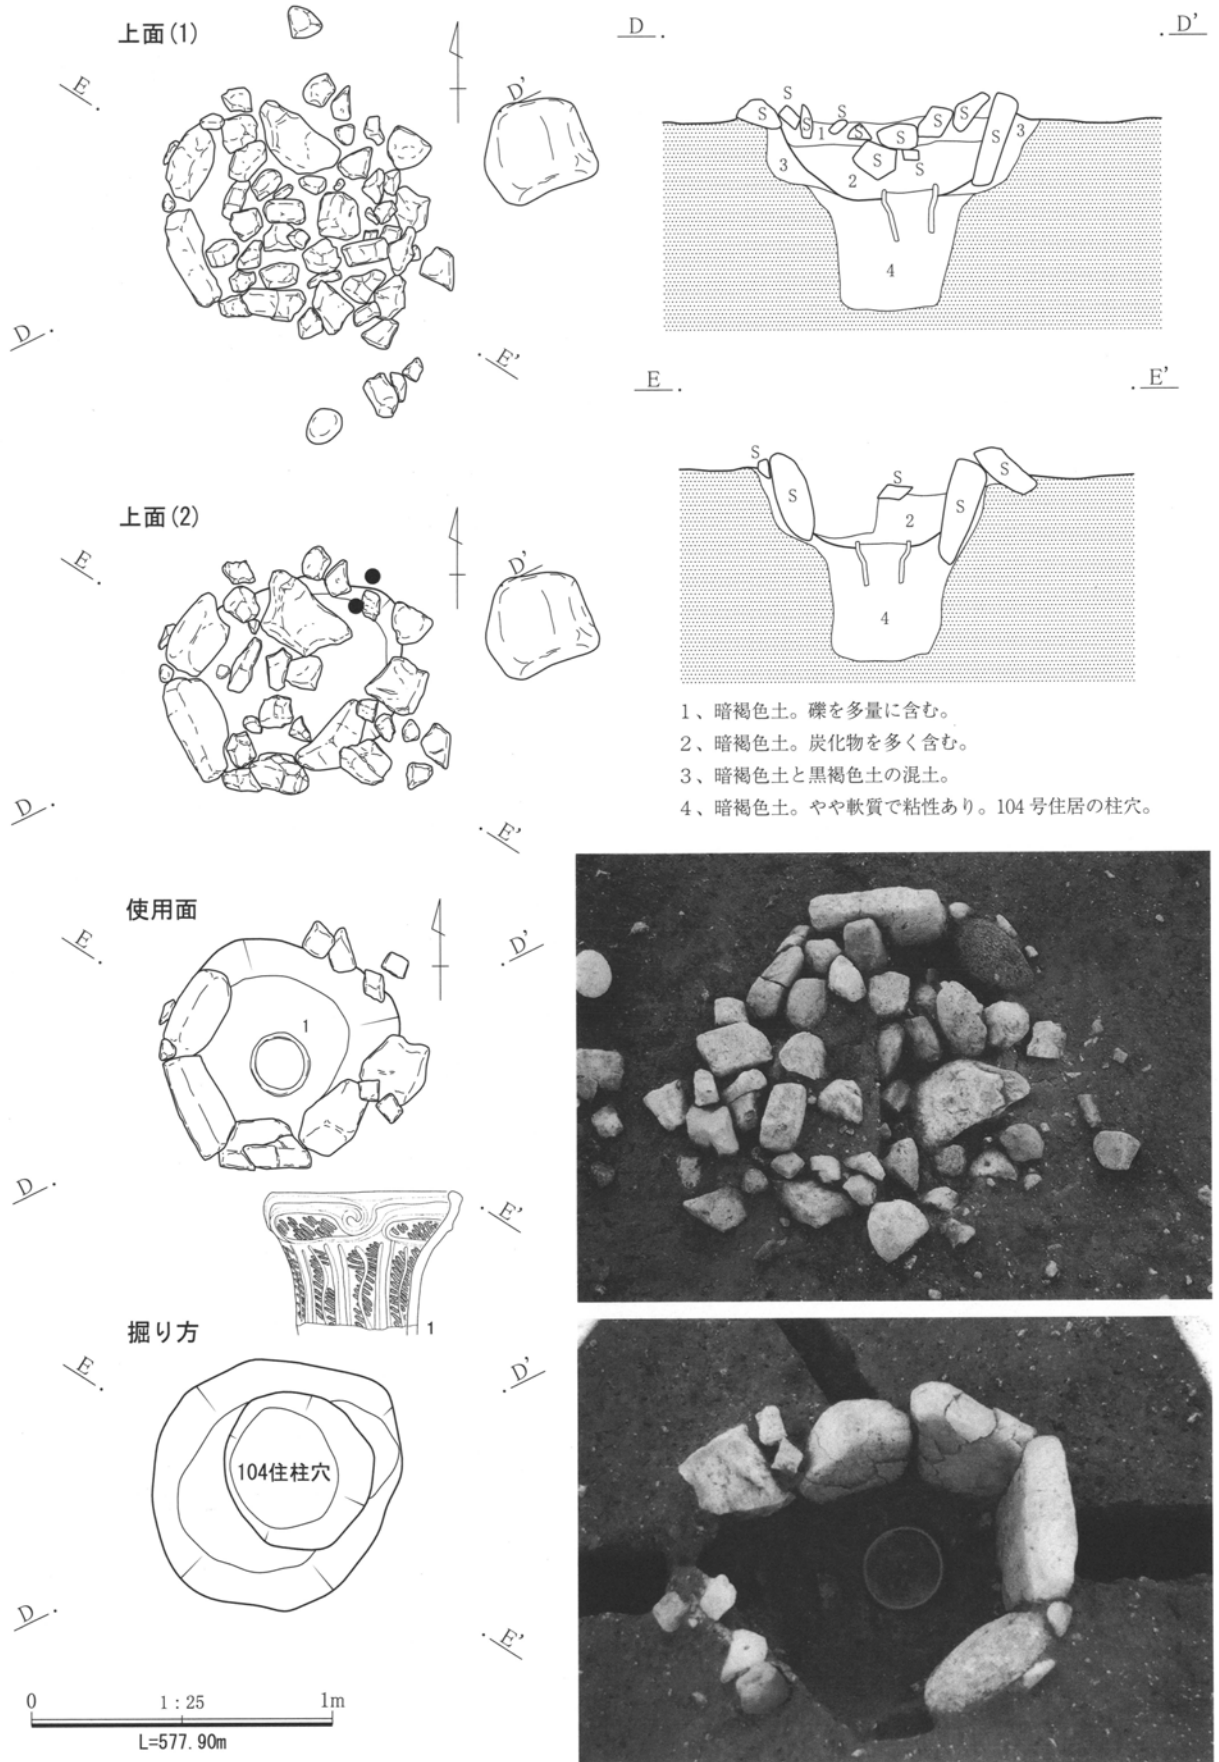 上面(1)
E
D'
D
E'
上面(2)
E
D'
D
E'
使用面
E
D'
1
D
E'
1
掘り方
E
D'
104住柱穴
D
E'
0 1:25 1m
L=577.90m
D D'
S
S
S
S
S
S
S
S
S
S
S
1
2
3
3
4
E E'
S
S
S
S
S
2
4
1、暗褐色土。礫を多量に含む。
2、暗褐色土。炭化物を多く含む。
3、暗褐色土と黒褐色土の混土。
4、暗褐色土。やや軟質で粘性あり。104号住居の柱穴。